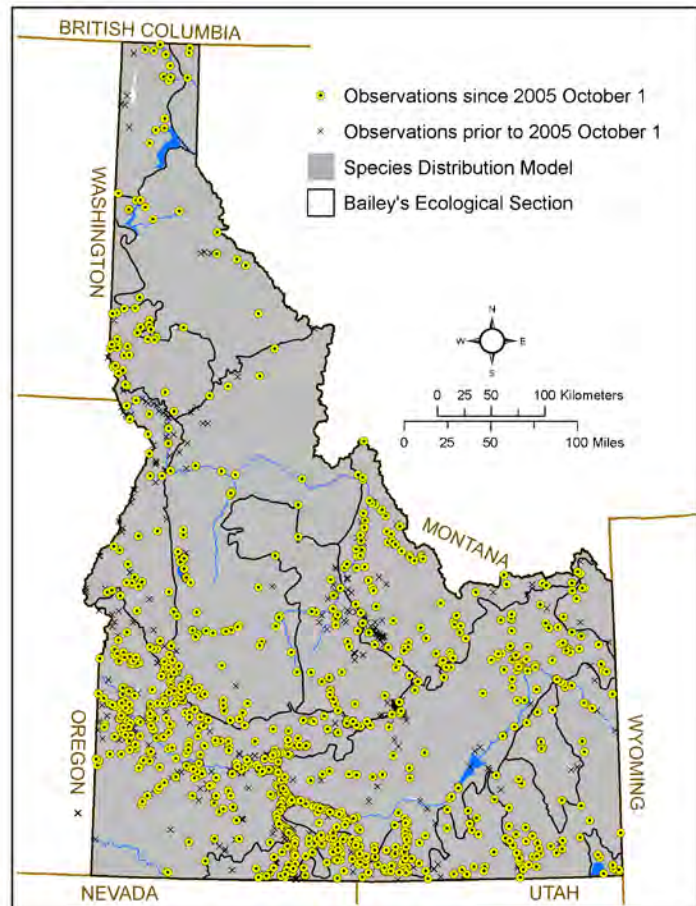 BRITISH COLUMBIA
Observations since 2005 October 1
Observations prior to 2005 October 1
Species Distribution Model
Bailey's Ecological Section
WASHINGTON
N
W E
S
0 25 50 100 Kilometers
0 25 50 100 Miles
MONTANA
OREGON
WYOMING
NEVADA
UTAH